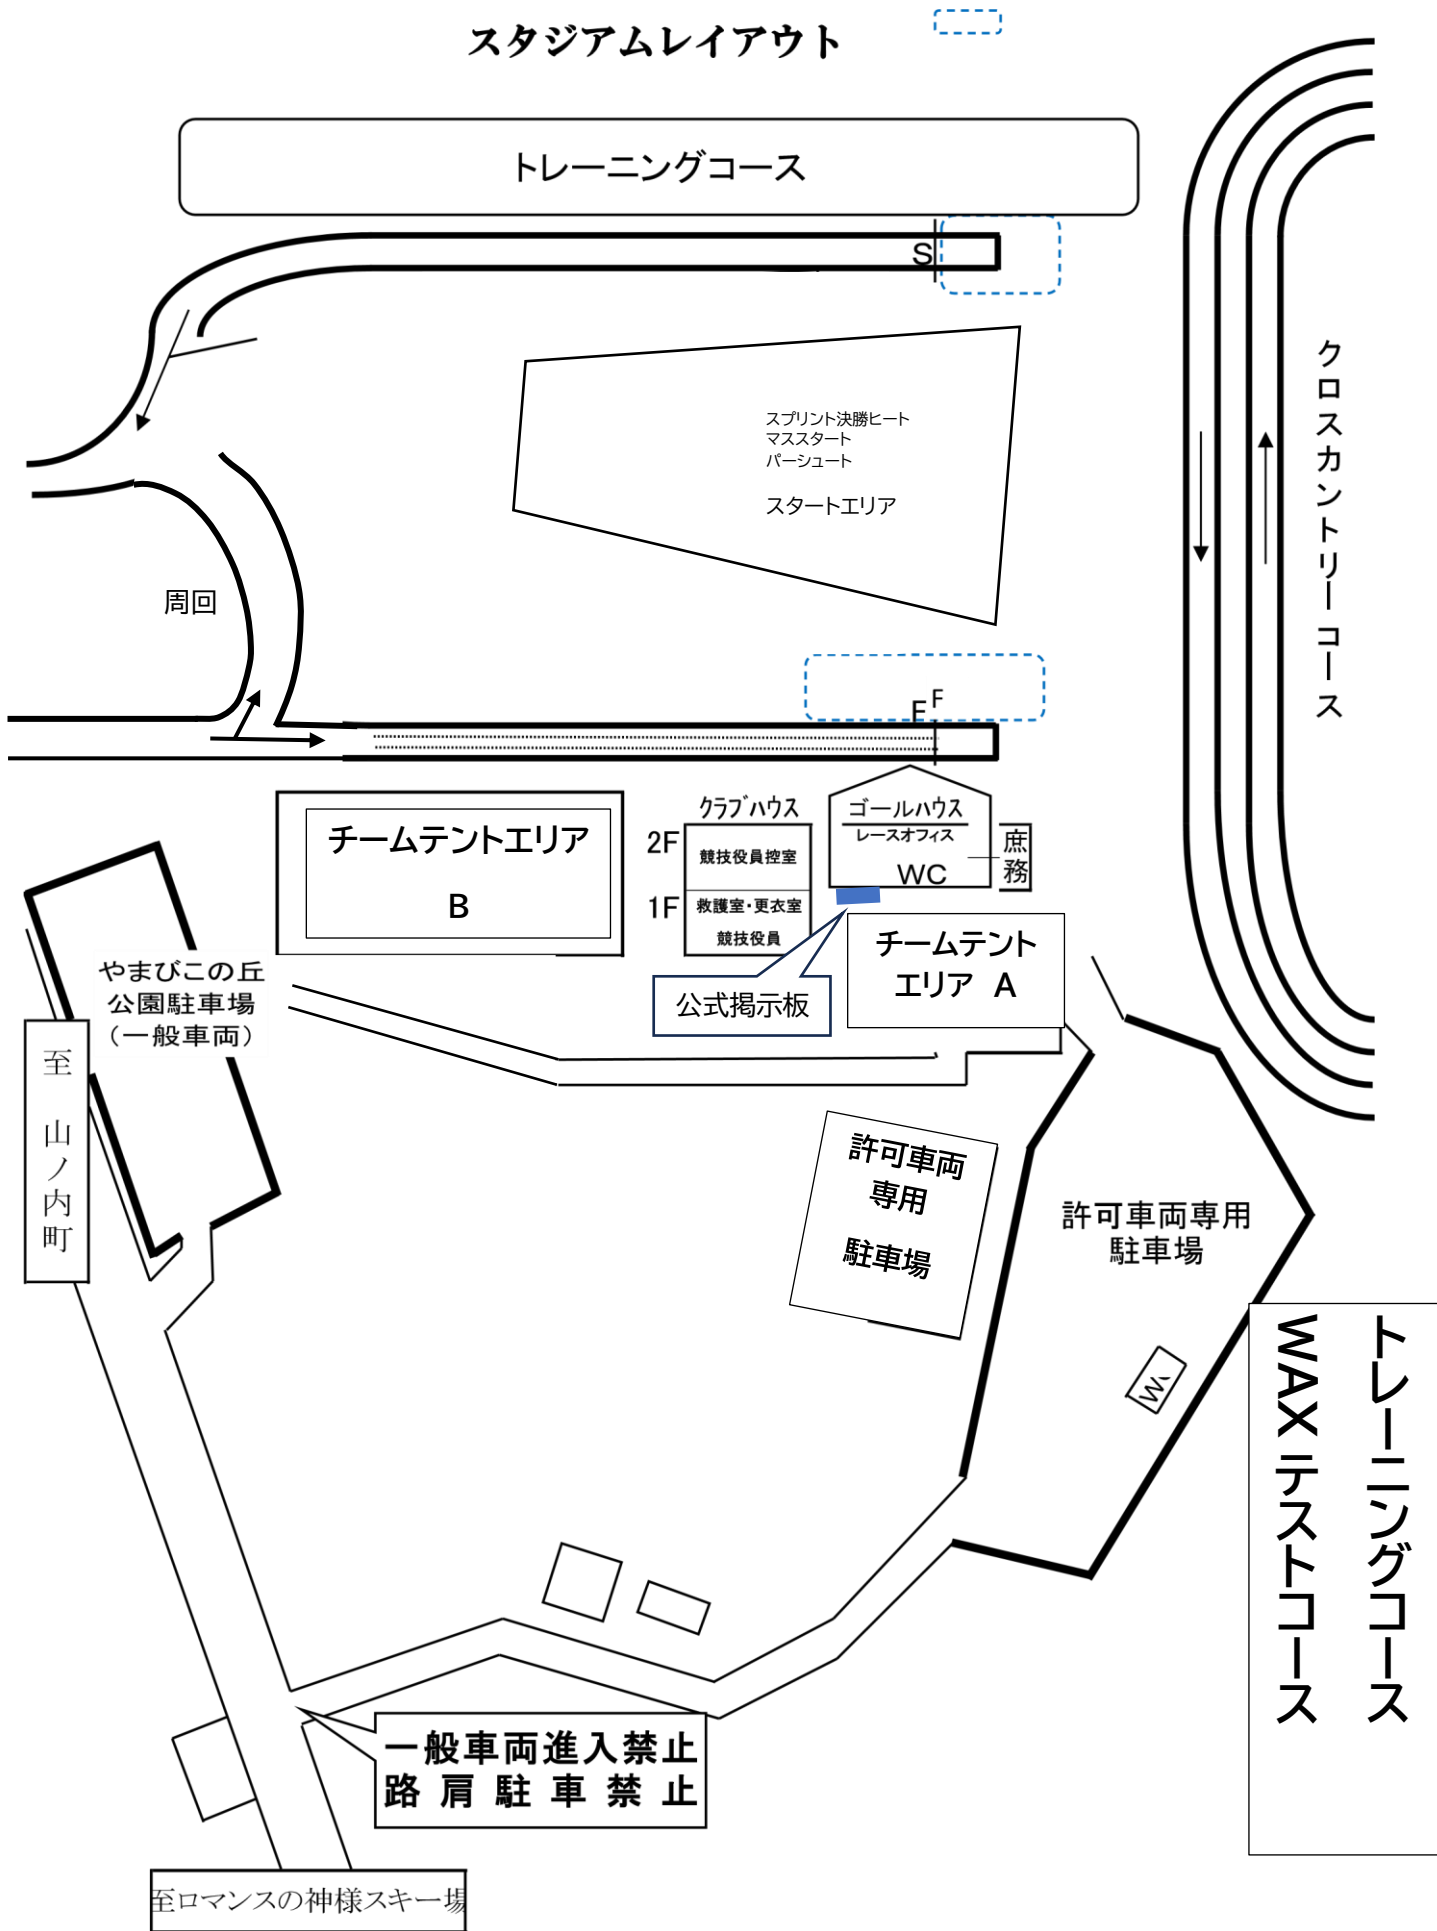 スタジアムレイアウト
トレーニングコース
S
スプリント決勝ヒート
マススタート
パーシュート
スタートエリア
クロスカントリーコース
周回
F
F
チームテントエリア
B
クラブハウス
2F
競技役員控室
1F
救護室・更衣室
競技役員
ゴールハウス
レースオフィス
WC
庶務
チームテント
エリア A
公式掲示板
やまびこの丘
公園駐車場
（一般車両）
至 山ノ内町
許可車両
専用
駐車場
許可車両専用
駐車場
トレーニングコース
WAX テストコース
一般車両進入禁止
路肩駐車禁止
至ロマンスの神様スキー場